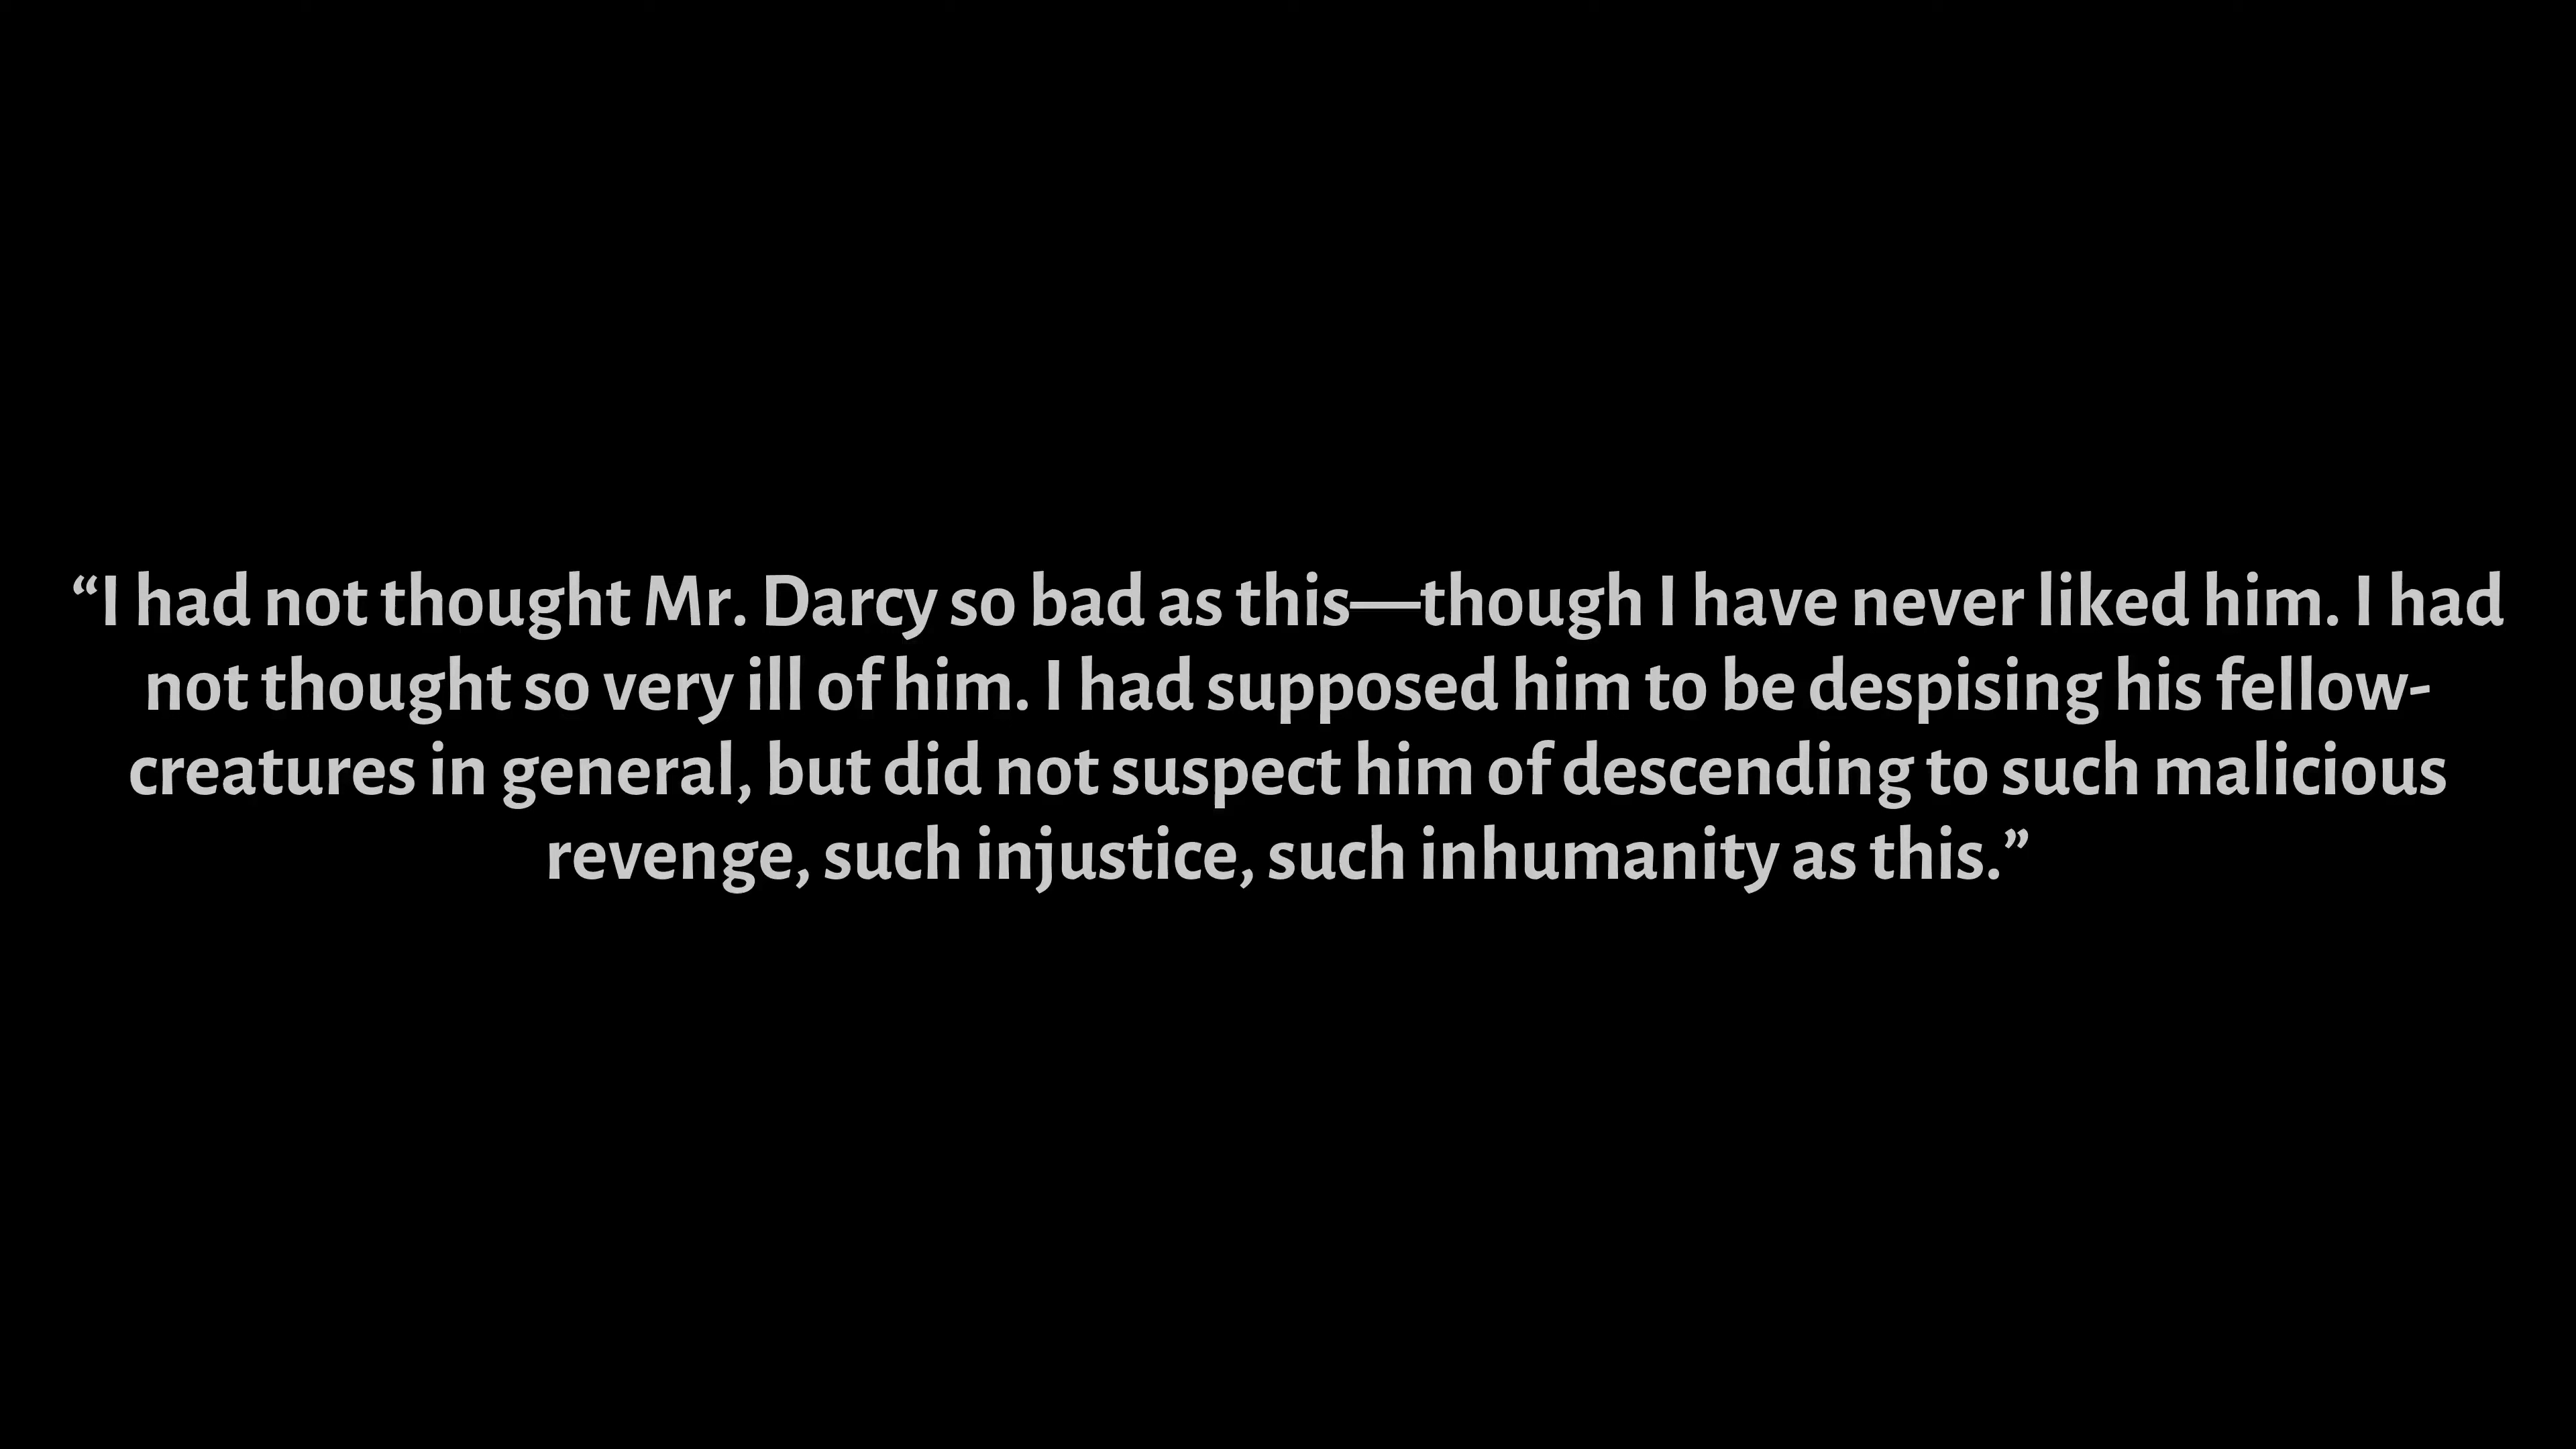 “I had not thought Mr. Darcy so bad as this—though I have never liked him. I had
not thought so very ill of him. I had supposed him to be despising his fellow-
creatures in general, but did not suspect him of descending to such malicious
revenge, such injustice, such inhumanity as this.”